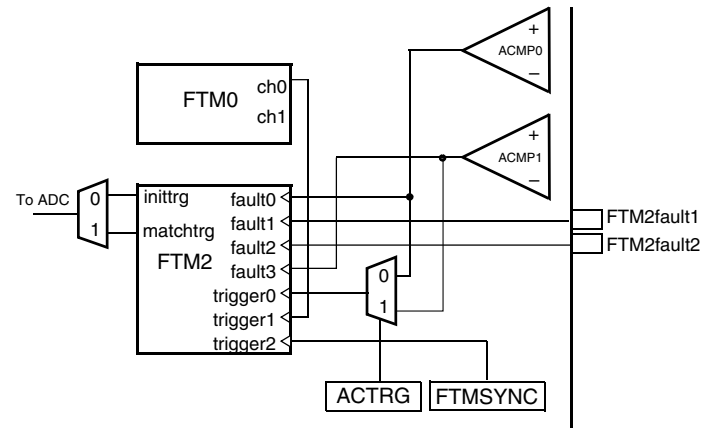 +
ACMP0
−
FTM0
ch0
ch1
+
ACMP1
−
To ADC
0
1
inittrg
matchtrg
FTM2
fault0
fault1
fault2
fault3
trigger0
trigger1
trigger2
FTM2fault1
FTM2fault2
0
1
ACTRG
FTMSYNC